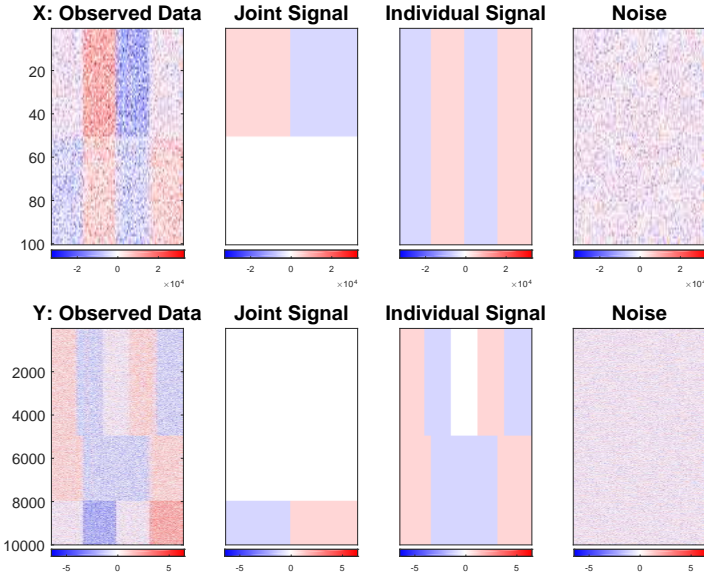 X: Observed Data Joint Signal Individual Signal Noise
20
40
60
80
100
-2 0 2 -2 0 2 -2 0 2 -2 0 2
×10⁴ ×10⁴ ×10⁴ ×10⁴
Y: Observed Data Joint Signal Individual Signal Noise
2000
4000
6000
8000
10000
-5 0 5 -5 0 5 -5 0 5 -5 0 5